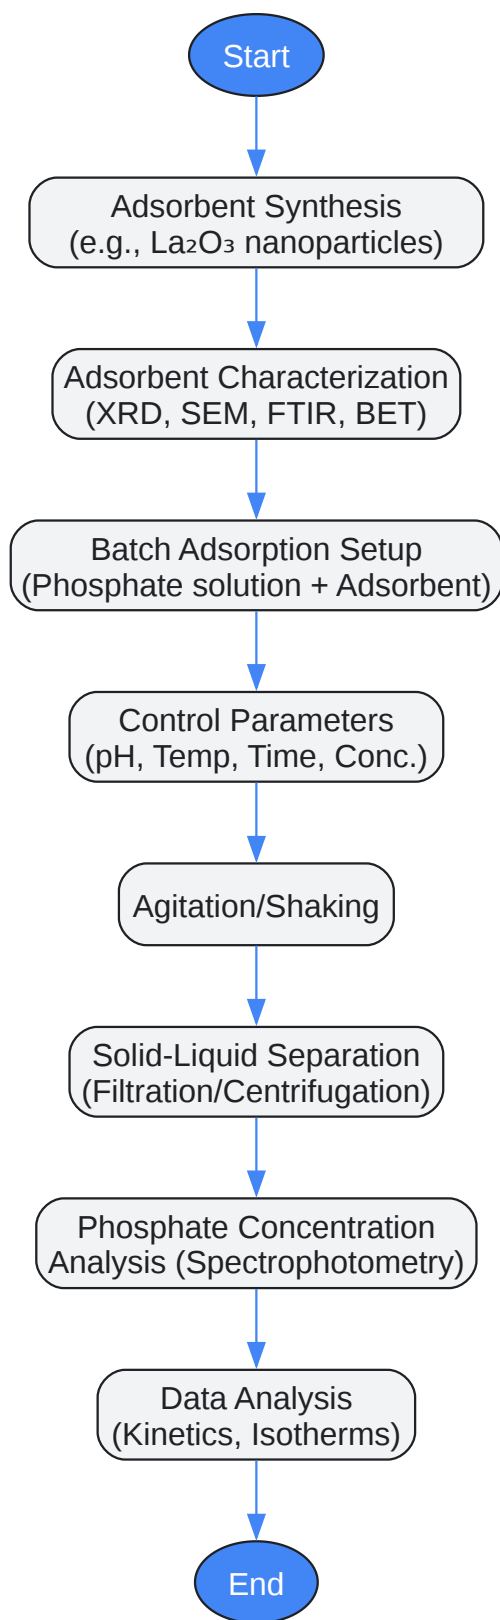 Start
Adsorbent Synthesis
(e.g., La₂O₃ nanoparticles)
Adsorbent Characterization
(XRD, SEM, FTIR, BET)
Batch Adsorption Setup
(Phosphate solution + Adsorbent)
Control Parameters
(pH, Temp, Time, Conc.)
Agitation/Shaking
Solid-Liquid Separation
(Filtration/Centrifugation)
Phosphate Concentration
Analysis (Spectrophotometry)
Data Analysis
(Kinetics, Isotherms)
End